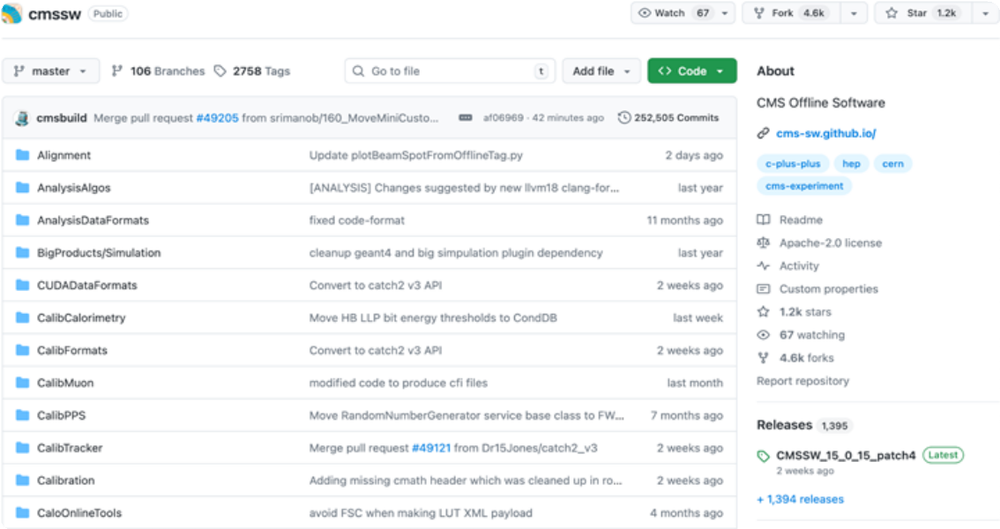 cmssw Public Watch 67 Fork 4.6k Star 1.2k
master 106 Branches 2758 Tags Go to file t Add file Code
cmsbuild Merge pull request #49205 from srimanob/160_MoveMiniCusto... af06969 · 42 minutes ago 252,505 Commits
Alignment Update plotBeamSpotFromOfflineTag.py 2 days ago
AnalysisAlgos [ANALYSIS] Changes suggested by new llvm18 clang-for... last year
AnalysisDataFormats fixed code-format 11 months ago
BigProducts/Simulation cleanup geant4 and big simpulation plugin dependency last year
CUDADataFormats Convert to catch2 v3 API 2 weeks ago
CalibCalorimetry Move HB LLP bit energy thresholds to CondDB last week
CalibFormats Convert to catch2 v3 API 2 weeks ago
CalibMuon modified code to produce cfi files last month
CalibPPS Move RandomNumberGenerator service base class to FW... 7 months ago
CalibTracker Merge pull request #49121 from Dr15Jones/catch2_v3 2 weeks ago
Calibration Adding missing cmath header which was cleaned up in ro... 2 weeks ago
CaloOnlineTools avoid FSC when making LUT XML payload 4 months ago
About
CMS Offline Software
cms-sw.github.io/
c-plus-plus hep cern
cms-experiment
Readme
Apache-2.0 license
Activity
Custom properties
1.2k stars
67 watching
4.6k forks
Report repository
Releases 1,395
CMSSW_15_0_15_patch4 Latest
2 weeks ago
+ 1,394 releases